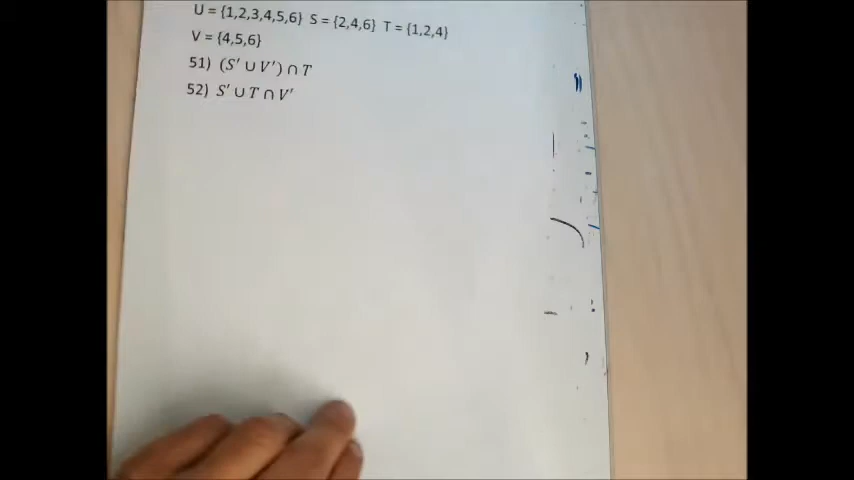 U = {1,2,3,4,5,6} S = {2,4,6} T = {1,2,4}
V = {4,5,6}
51) (S′ ∪ V′) ∩ T
52) S′ ∪ T ∩ V′